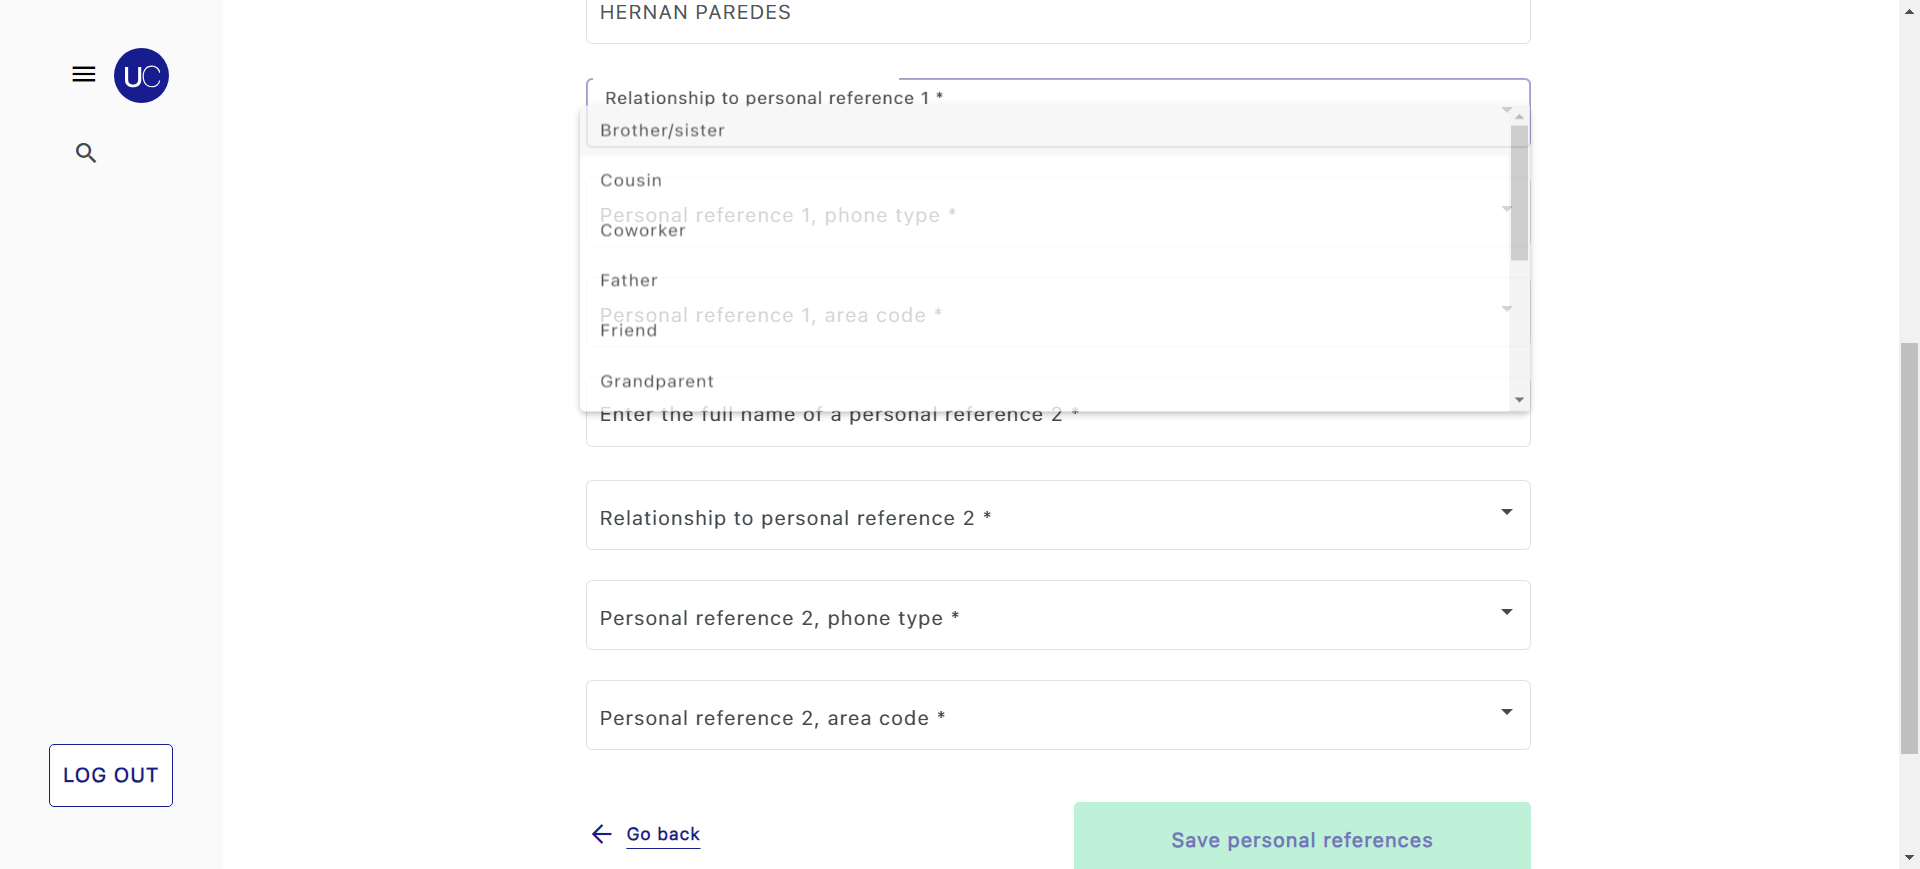 HERNAN PAREDES
UC
Relationship to personal reference 1 *
Brother/sister
Cousin
Personal reference 1, phone type *
Coworker
Father
Personal reference 1, area code *
Friend
Grandparent
Enter the full name of a personal reference 2 *
Relationship to personal reference 2 *
Personal reference 2, phone type *
Personal reference 2, area code *
LOG OUT
Go back
Save personal references